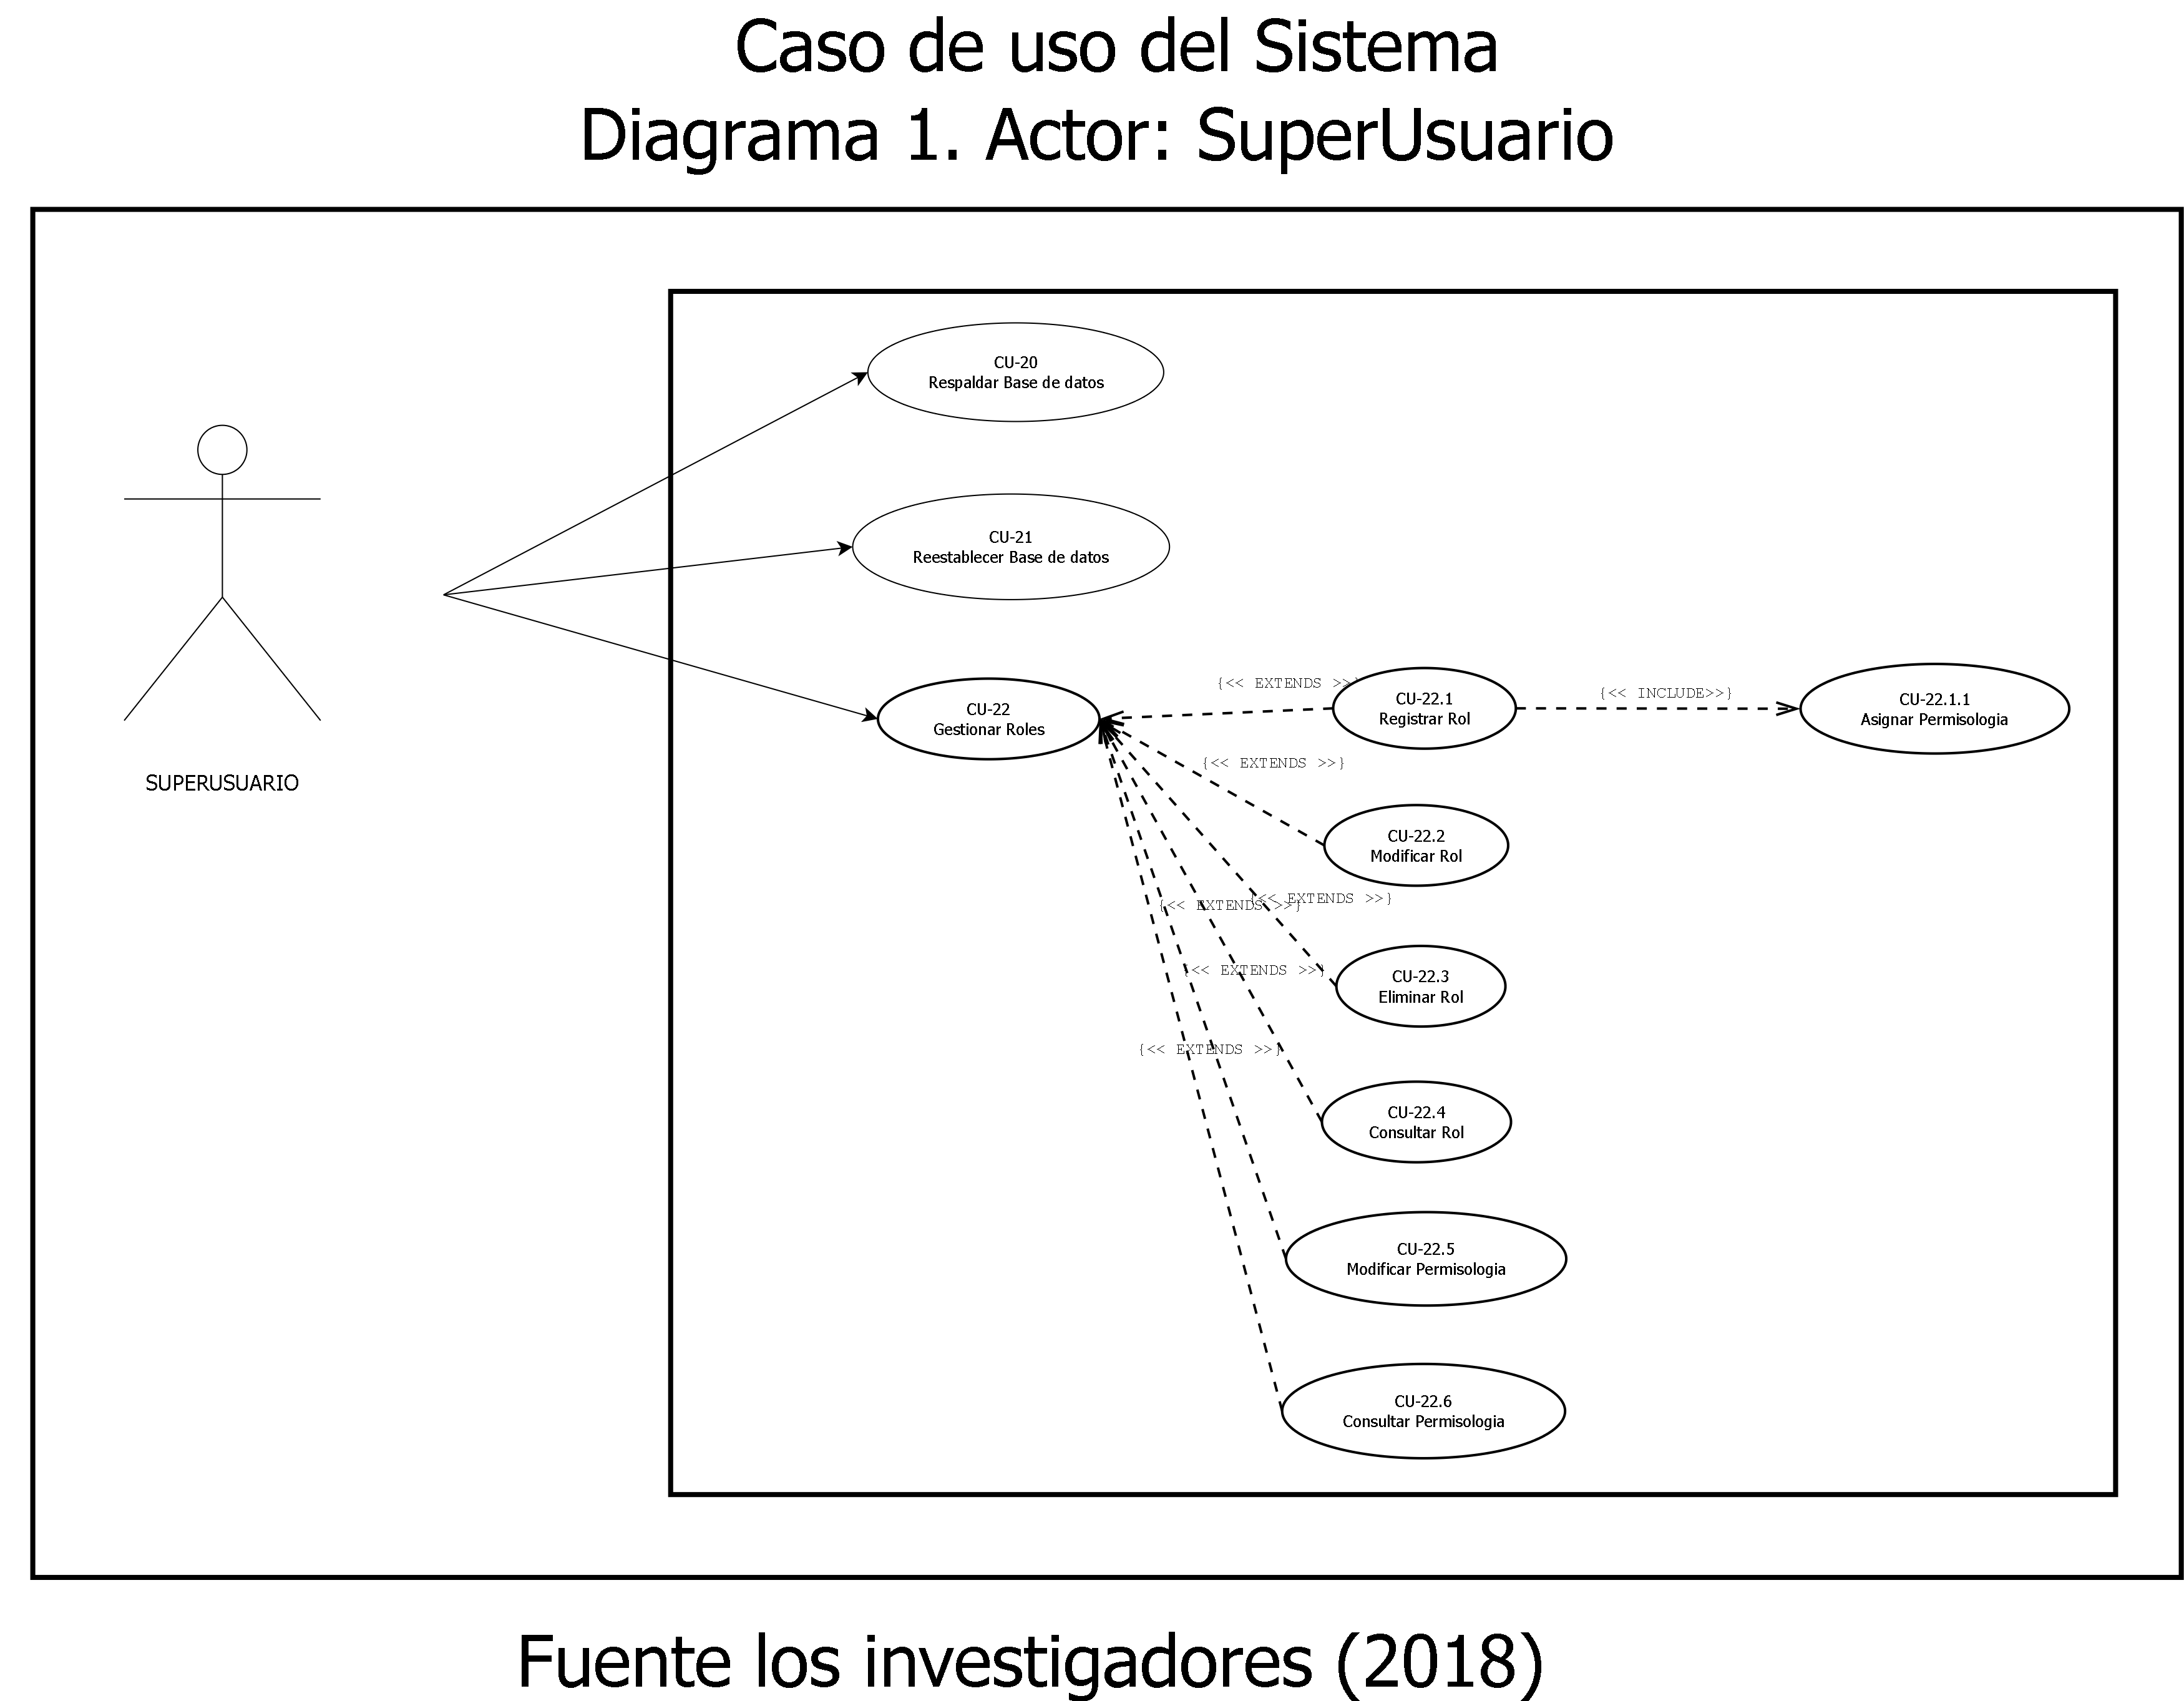 Caso de uso del Sistema
Diagrama 1. Actor: SuperUsuario
CU-20
Respaldar Base de datos
CU-21
Reestablecer Base de datos
CU-22
Gestionar Roles
SUPERUSUARIO
{<< EXTENDS >>}
CU-22.1
Registrar Rol
{<< INCLUDE>>}
CU-22.1.1
Asignar Permisologia
{<< EXTENDS >>}
CU-22.2
Modificar Rol
{<< EXTENDS >>}
{<< EXTENDS >>}
{<< EXTENDS >>}
CU-22.3
Eliminar Rol
{<< EXTENDS >>}
CU-22.4
Consultar Rol
CU-22.5
Modificar Permisologia
CU-22.6
Consultar Permisologia
Fuente los investigadores (2018)